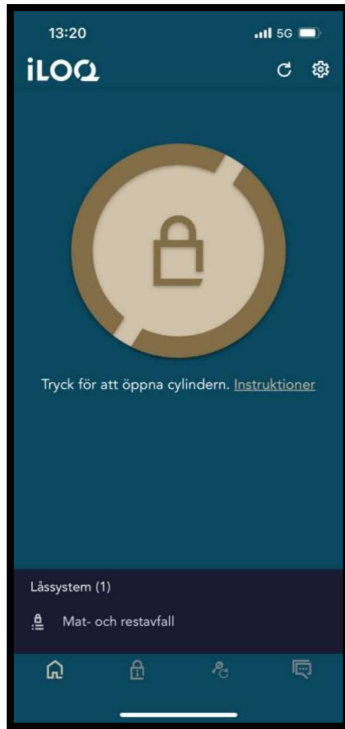 13:20
5G
iLOQ
Tryck för att öppna cylindern. Instruktioner
Låssystem (1)
Mat- och restavfall